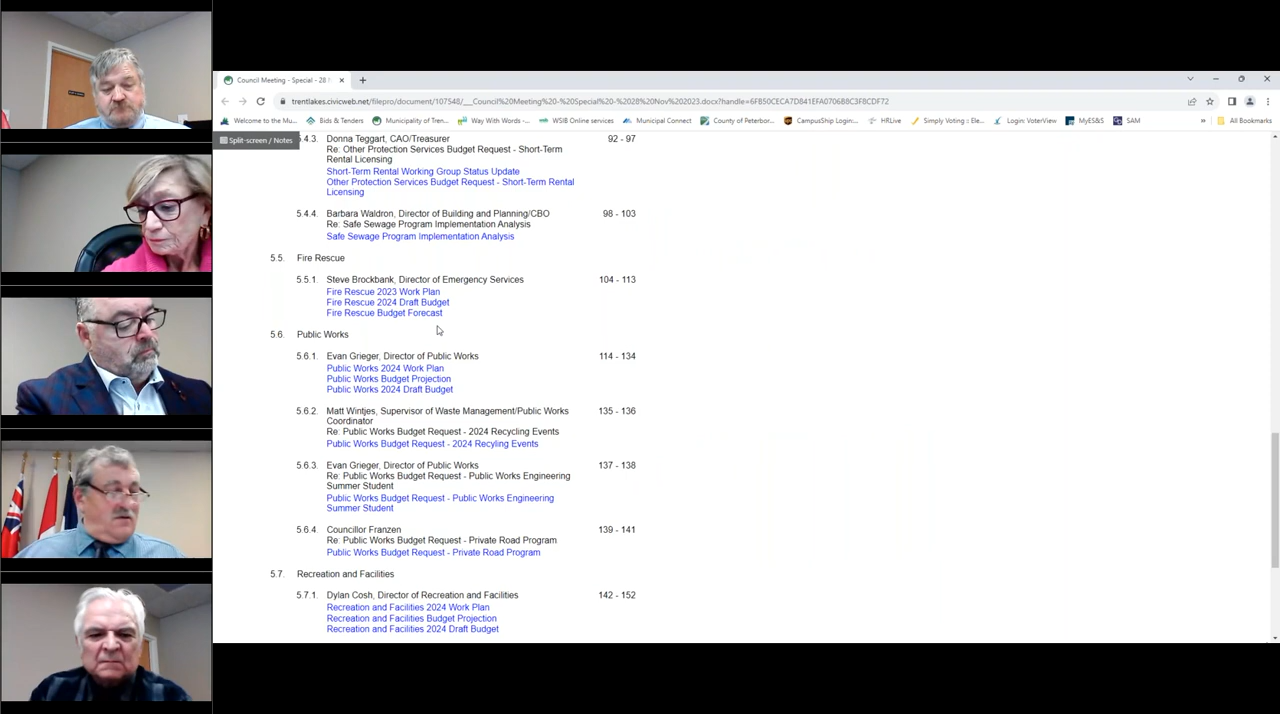 Council Meeting - Special - 28 N
trentlakes.civicweb.net/filepro/document/107548/___Council%20Meeting%20-%20Special%20-%2028%20Nov%202023.docx?handle=6FB50CECA7D841EFA0706B8C3F8CDF72
Welcome to the Mu...
Bids & Tenders
Municipality of Tren...
Way With Words -...
WSIB Online services
Municipal Connect
County of Peterbor...
CampusShip Login:...
HRLive
Simply Voting : Ele...
Login: VoterView
MyES&S
SAM
»
All Bookmarks
Split-screen / Notes
.4.3. Donna Teggart, CAO/Treasurer 92 - 97
Re: Other Protection Services Budget Request - Short-Term
Rental Licensing
Short-Term Rental Working Group Status Update
Other Protection Services Budget Request - Short-Term Rental
Licensing
5.4.4. Barbara Waldron, Director of Building and Planning/CBO 98 - 103
Re: Safe Sewage Program Implementation Analysis
Safe Sewage Program Implementation Analysis
5.5. Fire Rescue
5.5.1. Steve Brockbank, Director of Emergency Services 104 - 113
Fire Rescue 2023 Work Plan
Fire Rescue 2024 Draft Budget
Fire Rescue Budget Forecast
5.6. Public Works
5.6.1. Evan Grieger, Director of Public Works 114 - 134
Public Works 2024 Work Plan
Public Works Budget Projection
Public Works 2024 Draft Budget
5.6.2. Matt Wintjes, Supervisor of Waste Management/Public Works 135 - 136
Coordinator
Re: Public Works Budget Request - 2024 Recycling Events
Public Works Budget Request - 2024 Recyling Events
5.6.3. Evan Grieger, Director of Public Works 137 - 138
Re: Public Works Budget Request - Public Works Engineering
Summer Student
Public Works Budget Request - Public Works Engineering
Summer Student
5.6.4. Councillor Franzen 139 - 141
Re: Public Works Budget Request - Private Road Program
Public Works Budget Request - Private Road Program
5.7. Recreation and Facilities
5.7.1. Dylan Cosh, Director of Recreation and Facilities 142 - 152
Recreation and Facilities 2024 Work Plan
Recreation and Facilities Budget Projection
Recreation and Facilities 2024 Draft Budget